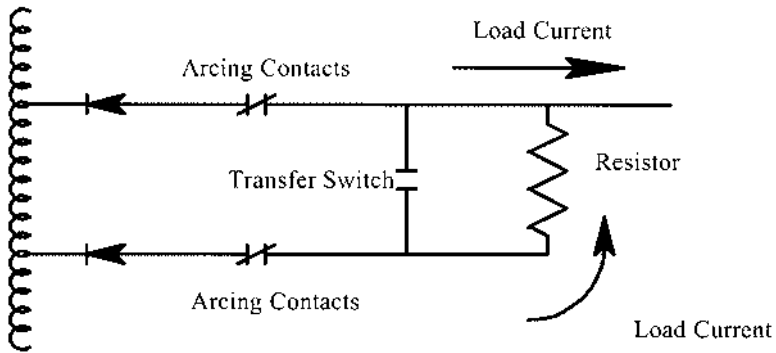 Load Current
Arcing Contacts
Resistor
Transfer Switch
Arcing Contacts
Load Current